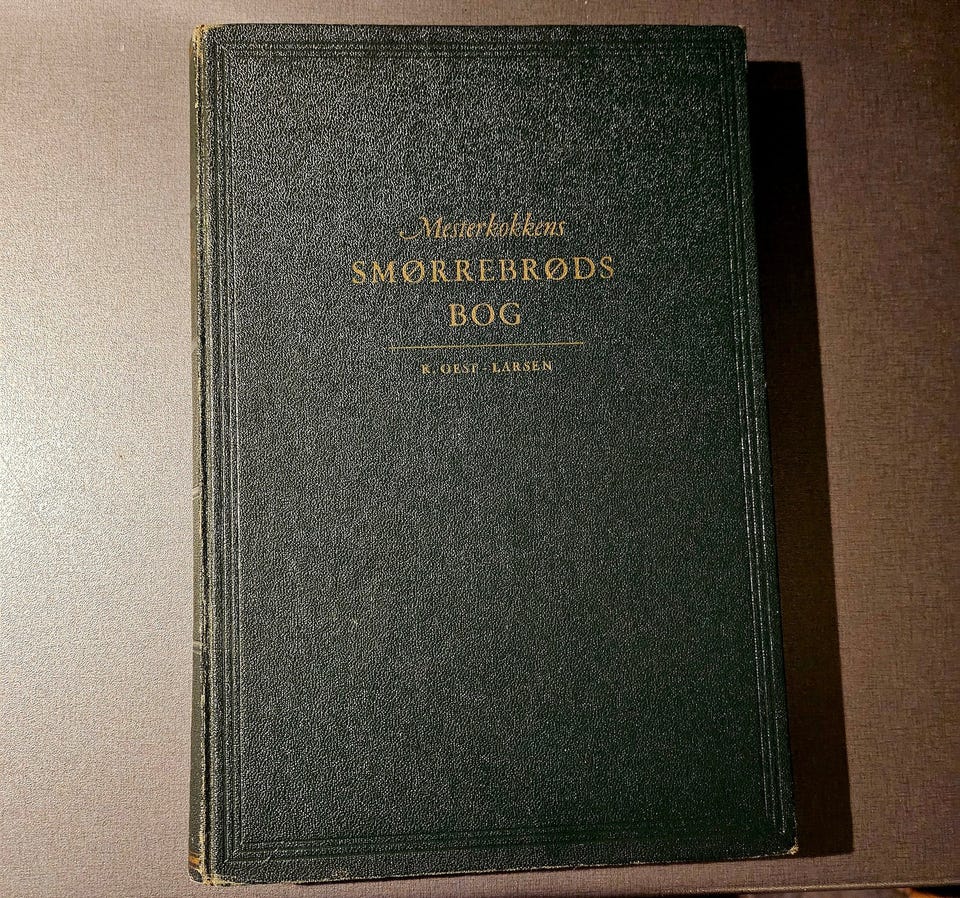 Mesterkokkens
SMØRREBRØDS
BOG
K. OEST-LARSEN